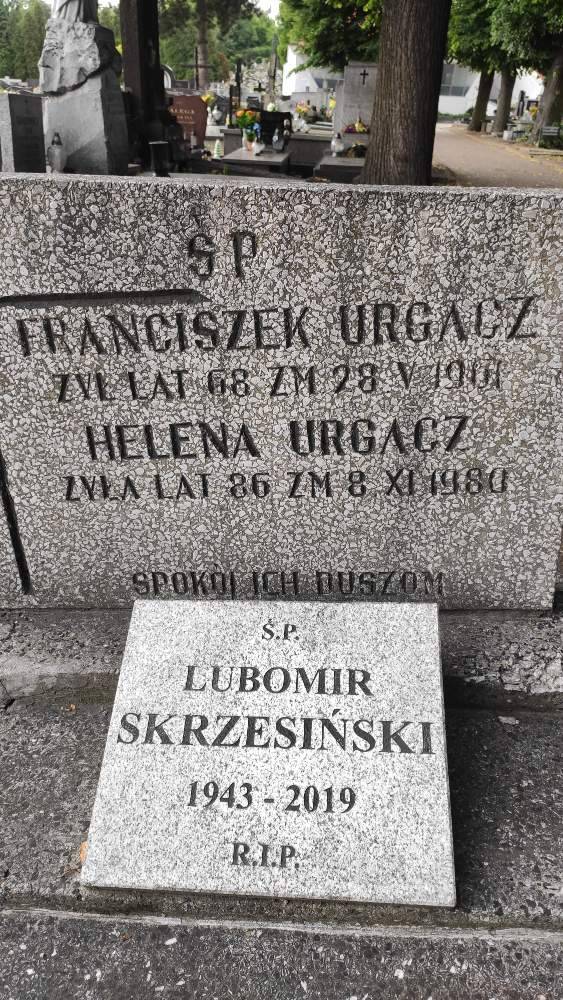 Ś P
FRANCISZEK URGACZ
ŻYŁ LAT 68 ZM 28 V 1961
HELENA URGACZ
ŻYŁA LAT 86 ZM 8 XI 1980
SPOKÓJ ICH DUSZOM
Ś.P.
LUBOMIR
SKRZESIŃSKI
1943 - 2019
R.I.P.